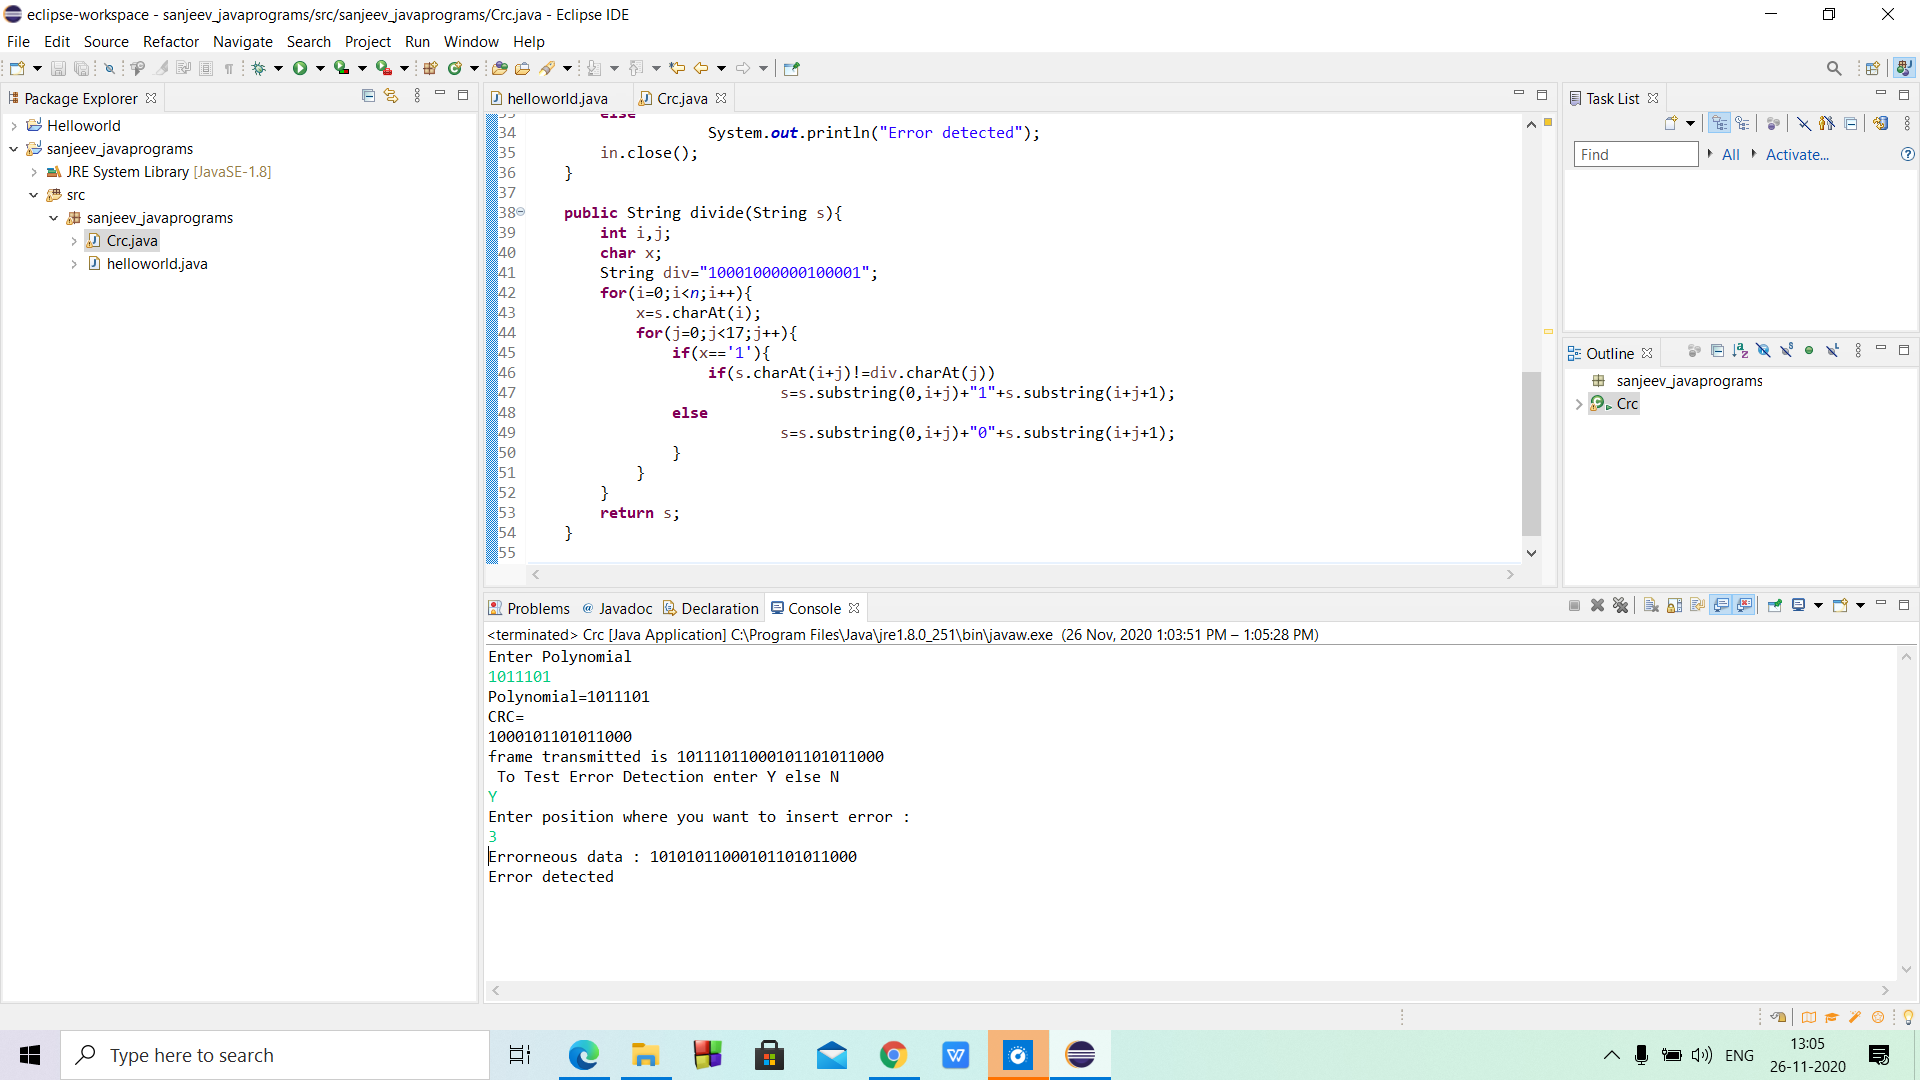 eclipse-workspace - sanjeev_javaprograms/src/sanjeev_javaprograms/Crc.java - Eclipse IDE
File Edit Source Refactor Navigate Search Project Run Window Help
Package Explorer
Helloworld
sanjeev_javaprograms
JRE System Library [JavaSE-1.8]
src
sanjeev_javaprograms
Crc.java
helloworld.java
helloworld.java Crc.java
33 else
34 System.out.println("Error detected");
35 in.close();
36 }
37
38 public String divide(String s){
39 int i,j;
40 char x;
41 String div="10001000000100001";
42 for(i=0;i<n;i++){
43 x=s.charAt(i);
44 for(j=0;j<17;j++){
45 if(x=='1'){
46 if(s.charAt(i+j)!=div.charAt(j))
47 s=s.substring(0,i+j)+"1"+s.substring(i+j+1);
48 else
49 s=s.substring(0,i+j)+"0"+s.substring(i+j+1);
50 }
51 }
52 }
53 return s;
54 }
55
Task List
Find All Activate...
Outline
sanjeev_javaprograms
Crc
Problems @ Javadoc Declaration Console
<terminated> Crc [Java Application] C:\Program Files\Java\jre1.8.0_251\bin\javaw.exe (26 Nov, 2020 1:03:51 PM – 1:05:28 PM)
Enter Polynomial
1011101
Polynomial=1011101
CRC=
1000101101011000
frame transmitted is 10111011000101101011000
To Test Error Detection enter Y else N
Y
Enter position where you want to insert error :
3
Errorneous data : 10101011000101101011000
Error detected
Type here to search
ENG
13:05
26-11-2020